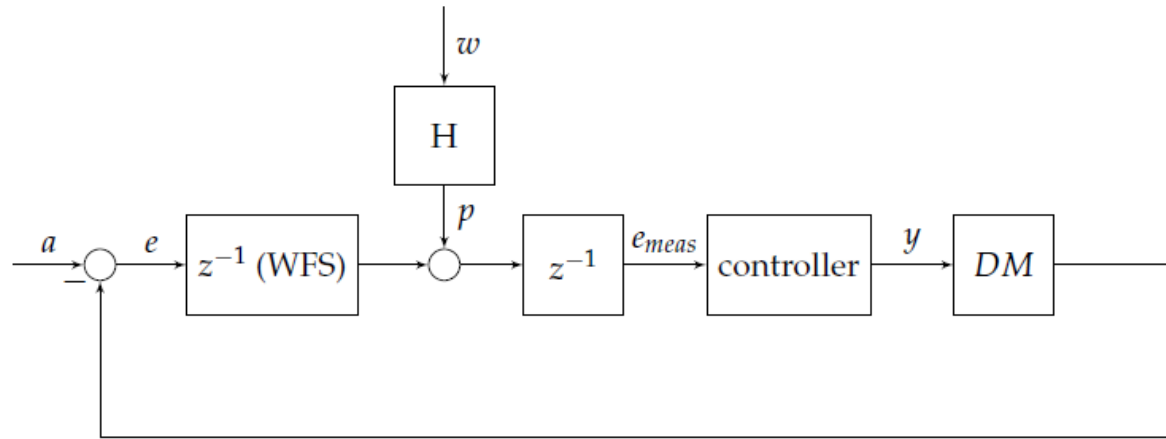 w
H
p
a
e
z⁻¹ (WFS)
z⁻¹
e_meas
controller
y
DM
−